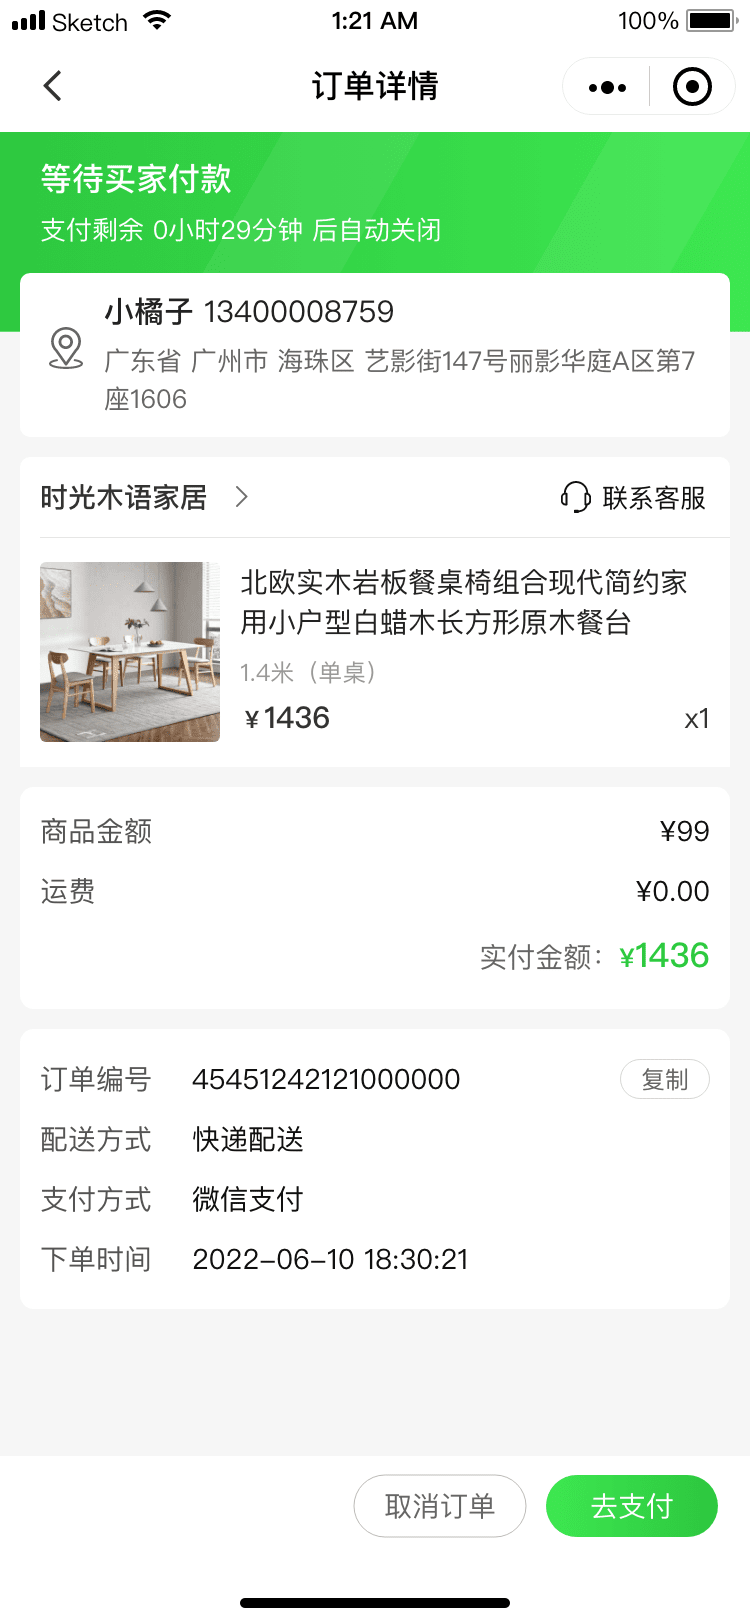 Sketch 1:21 AM 100%
订单详情
等待买家付款
支付剩余 0小时29分钟 后自动关闭
小橘子 13400008759
广东省 广州市 海珠区 艺影街147号丽影华庭A区第7
座1606
时光木语家居 联系客服
北欧实木岩板餐桌椅组合现代简约家
用小户型白蜡木长方形原木餐台
1.4米（单桌）
¥1436 x1
商品金额 ¥99
运费 ¥0.00
实付金额：¥1436
订单编号 45451242121000000 复制
配送方式 快递配送
支付方式 微信支付
下单时间 2022-06-10 18:30:21
取消订单 去支付